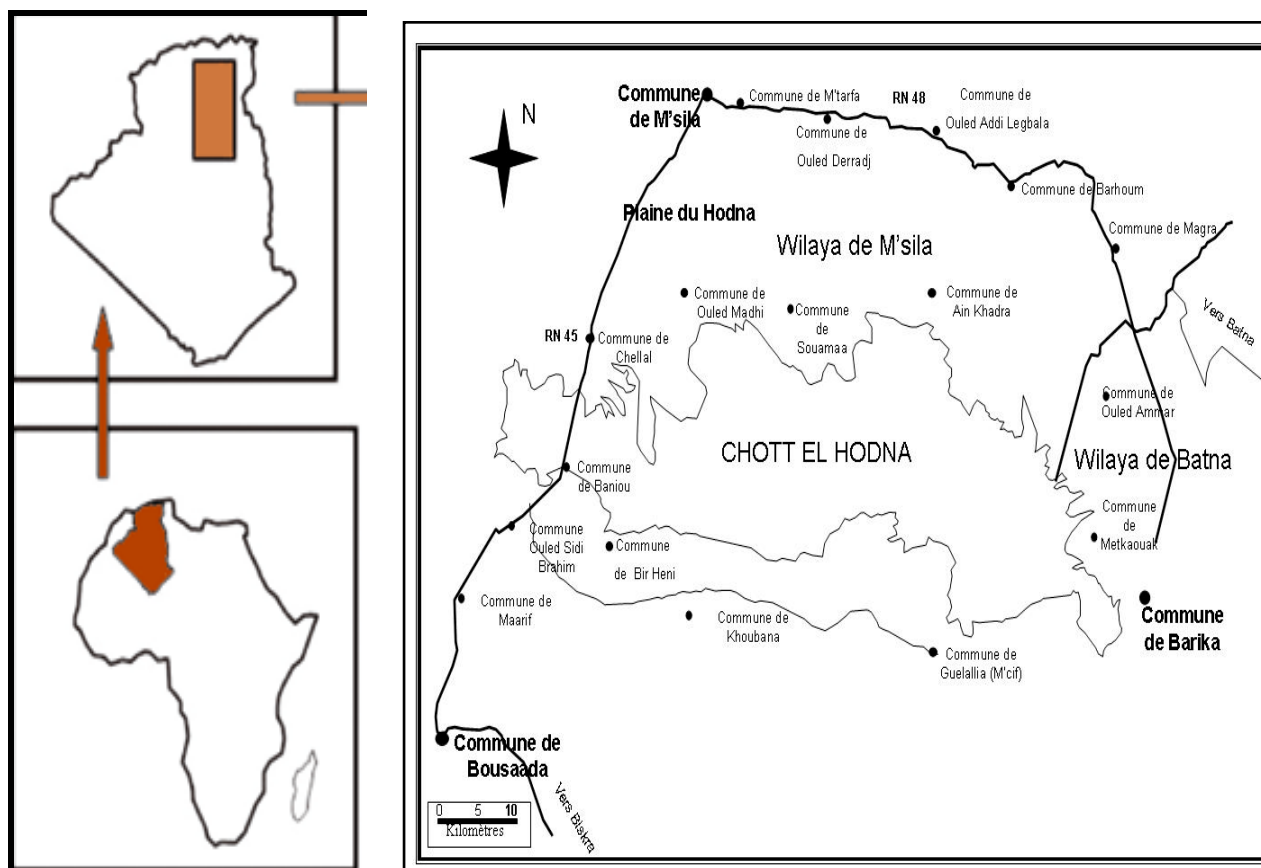 Commune
de M'sila
Commune de M'tarfa
RN 48
Commune de
Ouled Addi Legbala
N
Commune de
Ouled Derradj
Commune de Barhoum
Plaine du Hodna
Wilaya de M'sila
Commune de Magra
Commune de
Ouled Madhi
Commune
de
Souamaa
Commune de
Ain Khadra
Vers Batna
RN 45
Commune de
Chellal
Commune de
Ouled Ammar
CHOTT EL HODNA
Wilaya de Batna
Commune
de Baniou
Commune
de
Metkaouak
Commune
Ouled Sidi
Brahim
Commune
de Bir Heni
Commune de
Maarif
Commune de
Khoubana
Commune
de Barika
Commune de
Guelallia (M'cif)
Commune de
Bousaada
Vers Biskra
0 5 10
Kilomètres